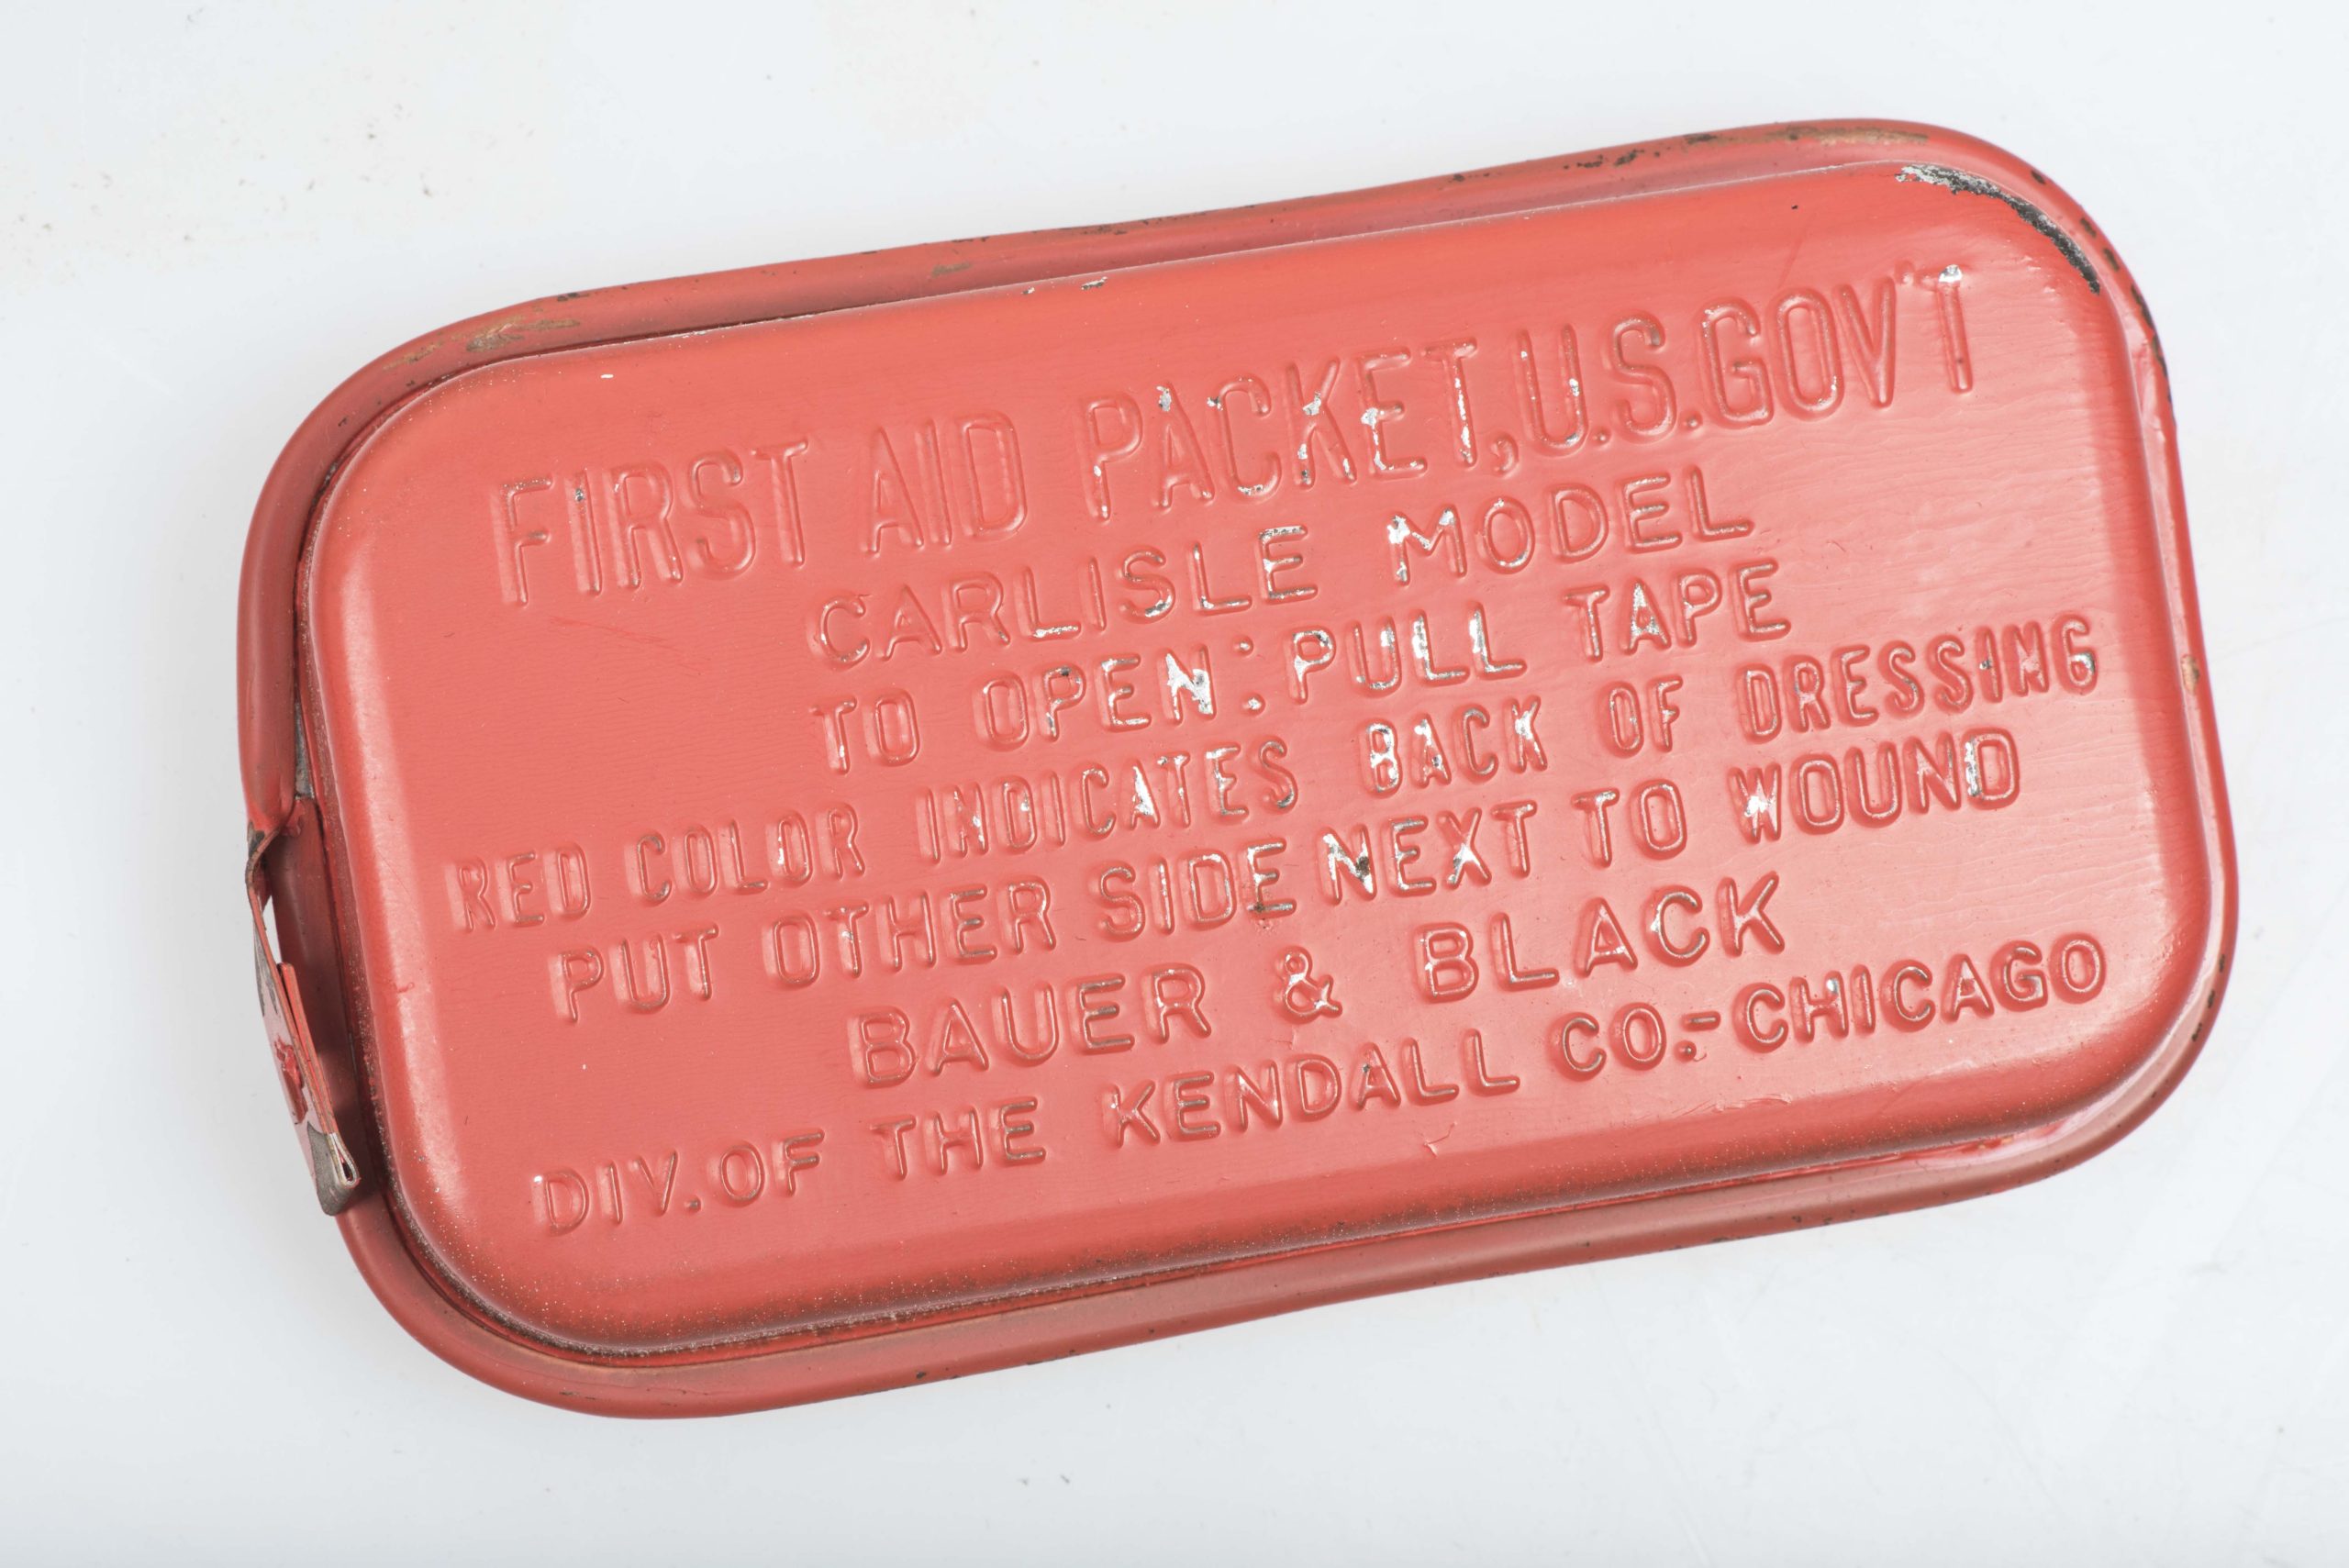 FIRST AID PACKET, U.S. GOV'T
CARLISLE MODEL
TO OPEN: PULL TAPE
RED COLOR INDICATES BACK OF DRESSING
PUT OTHER SIDE NEXT TO WOUND
BAUER & BLACK
DIV. OF THE KENDALL CO.-CHICAGO